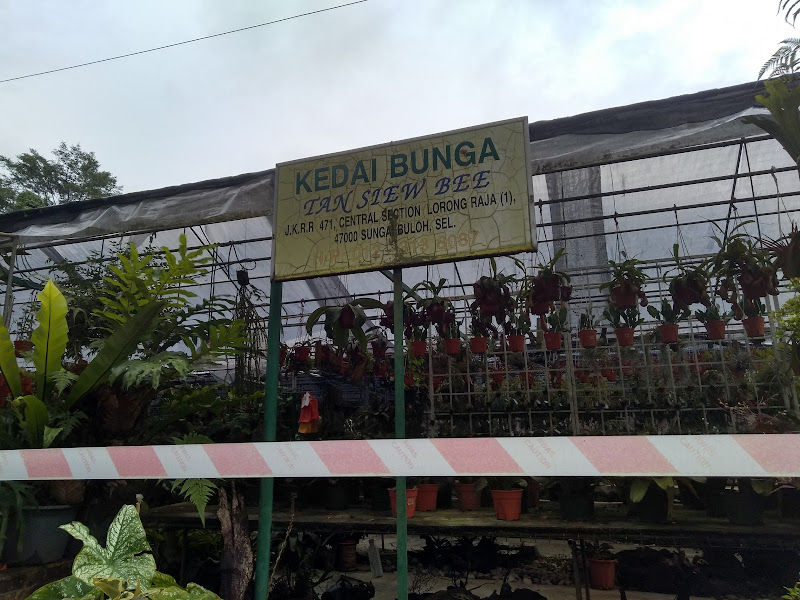 KEDAI BUNGA
TAN SIEW BEE
J.K.R.R 471, CENTRAL SECTION LORONG RAJA (1),
47000 SUNGAI BULOH, SEL.